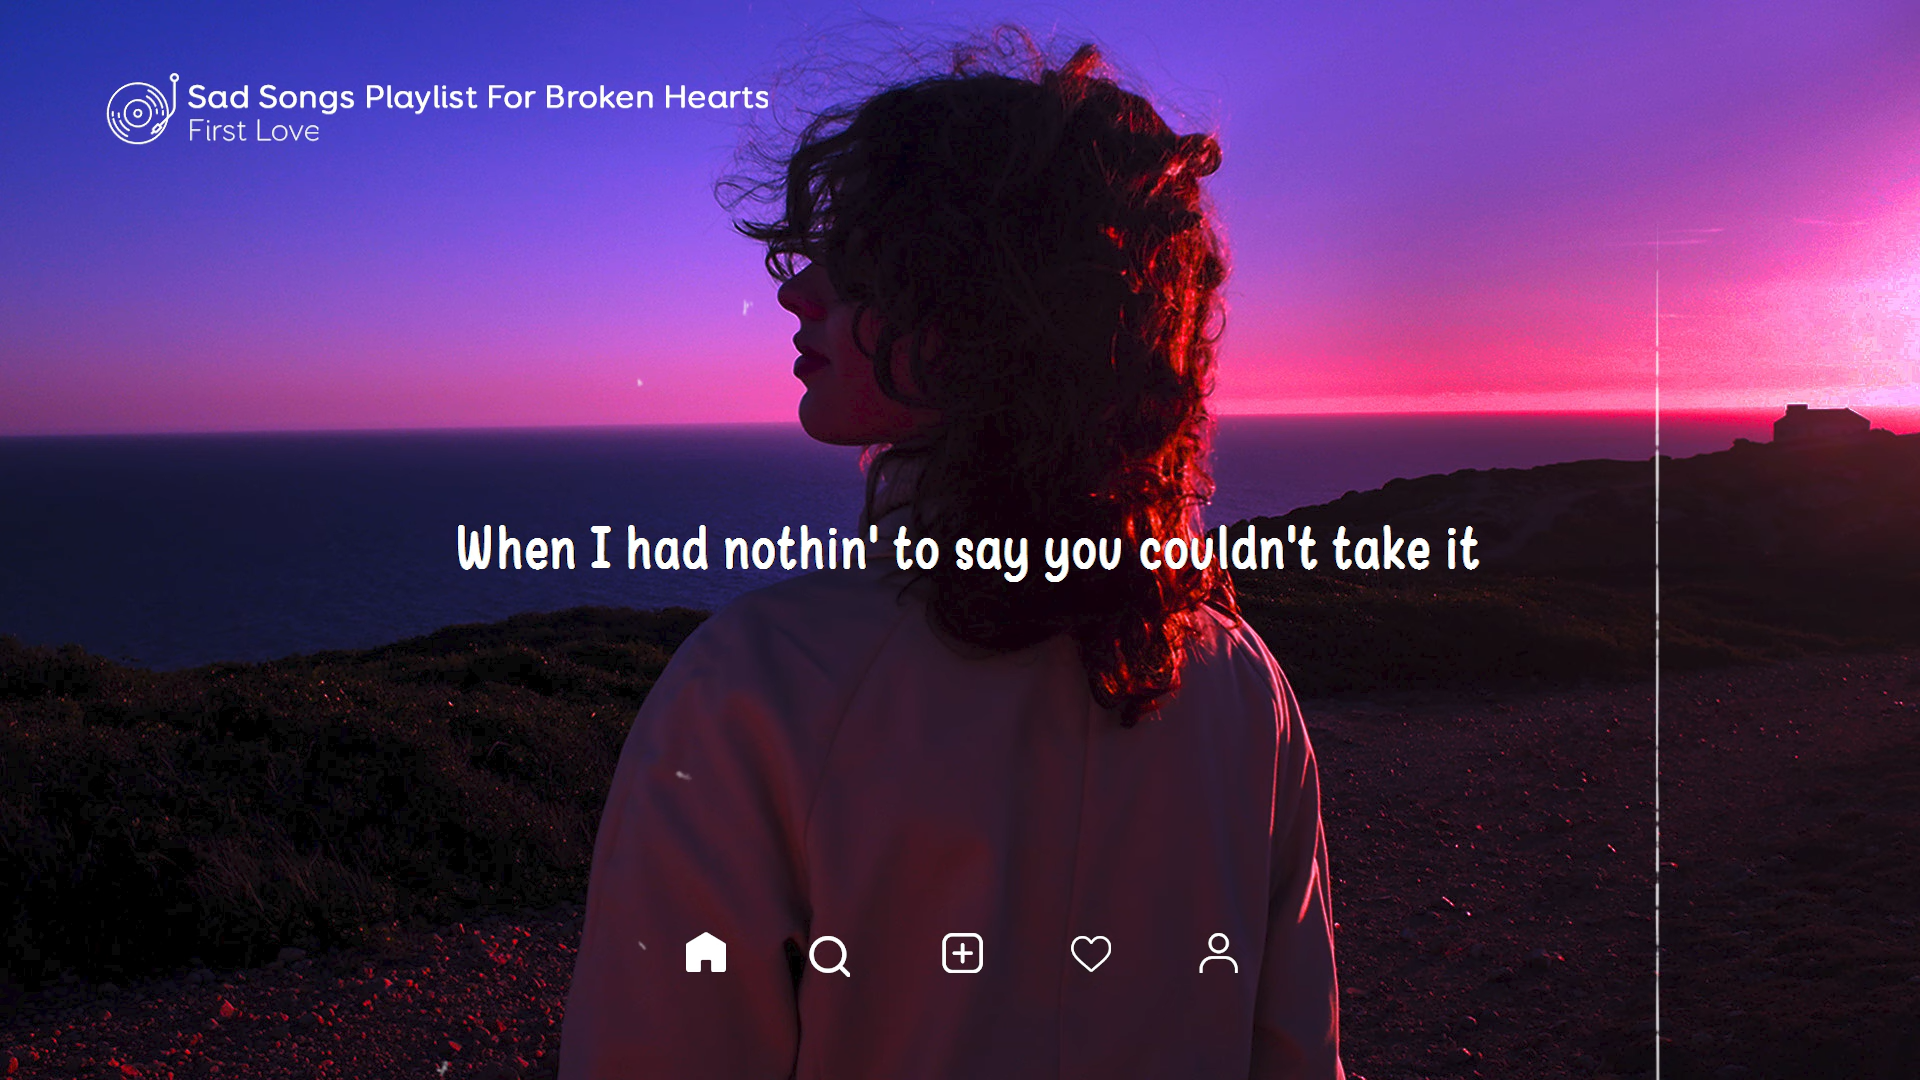 Sad Songs Playlist For Broken Hearts
First Love
When I had nothin' to say you couldn't take it